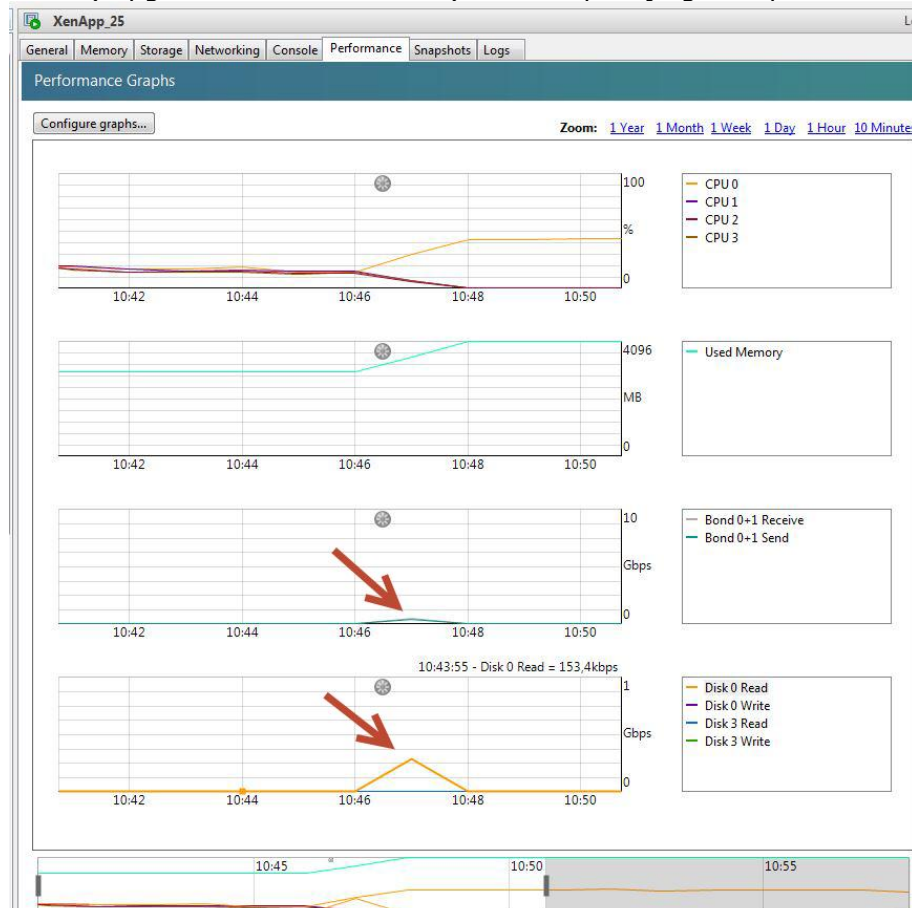 XenApp_25
General Memory Storage Networking Console Performance Snapshots Logs
Performance Graphs
Configure graphs...
Zoom: 1 Year 1 Month 1 Week 1 Day 1 Hour 10 Minutes
100
%
0
10:42 10:44 10:46 10:48 10:50
CPU 0
CPU 1
CPU 2
CPU 3
4096
MB
0
10:42 10:44 10:46 10:48 10:50
Used Memory
10
Gbps
0
10:42 10:44 10:46 10:48 10:50
Bond 0+1 Receive
Bond 0+1 Send
10:43:55 - Disk 0 Read = 153,4kbps
1
Gbps
0
10:42 10:44 10:46 10:48 10:50
Disk 0 Read
Disk 0 Write
Disk 3 Read
Disk 3 Write
10:45 10:50 10:55